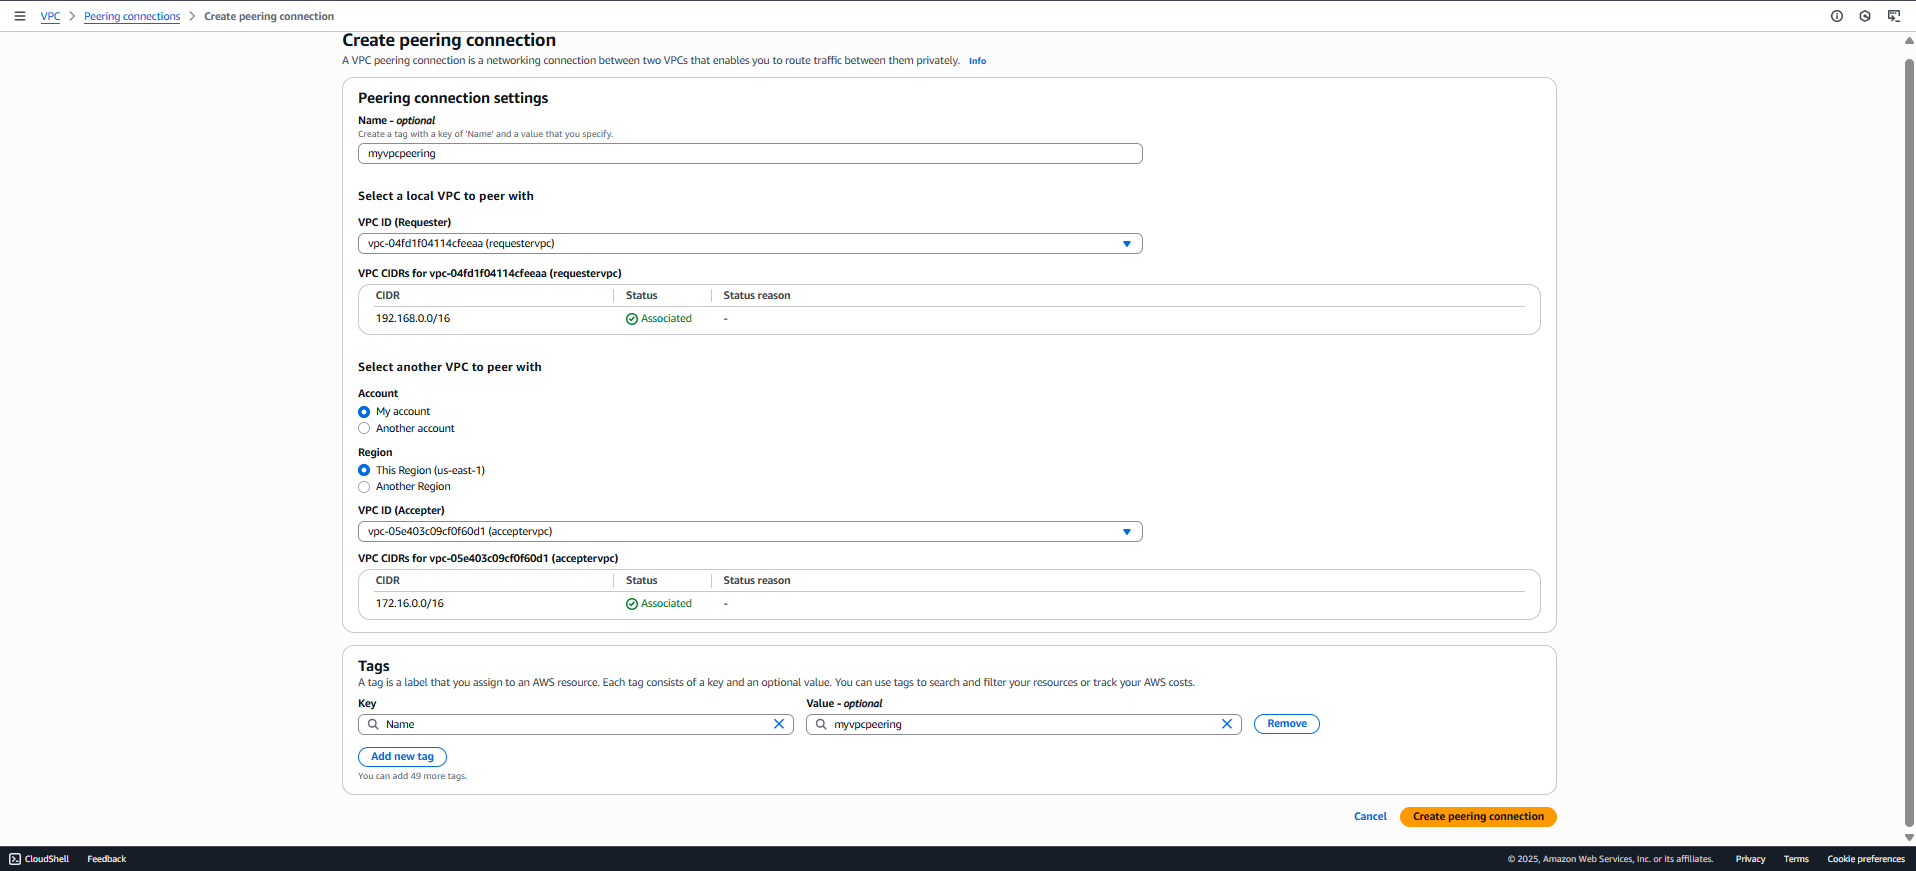 VPC > Peering connections > Create peering connection
Create peering connection
A VPC peering connection is a networking connection between two VPCs that enables you to route traffic between them privately. Info
Peering connection settings
Name - optional
Create a tag with a key of 'Name' and a value that you specify.
myvpcpeering
Select a local VPC to peer with
VPC ID (Requester)
vpc-04fd1f04114cfeeaa (requestervpc)
VPC CIDRs for vpc-04fd1f04114cfeeaa (requestervpc)
CIDR Status Status reason
192.168.0.0/16 Associated -
Select another VPC to peer with
Account
My account
Another account
Region
This Region (us-east-1)
Another Region
VPC ID (Accepter)
vpc-05e403c09cf0f60d1 (acceptervpc)
VPC CIDRs for vpc-05e403c09cf0f60d1 (acceptervpc)
CIDR Status Status reason
172.16.0.0/16 Associated -
Tags
A tag is a label that you assign to an AWS resource. Each tag consists of a key and an optional value. You can use tags to search and filter your resources or track your AWS costs.
Key Value - optional
Name myvpcpeering Remove
Add new tag
You can add 49 more tags.
Cancel Create peering connection
CloudShell Feedback © 2025, Amazon Web Services, Inc. or its affiliates. Privacy Terms Cookie preferences